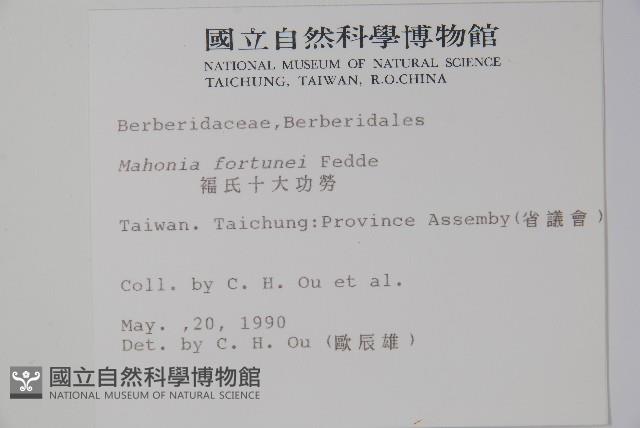 國立自然科學博物館
NATIONAL MUSEUM OF NATURAL SCIENCE
TAICHUNG, TAIWAN, R.O.CHINA
Berberidaceae,Berberidales
Mahonia fortunei Fedde
福氏十大功勞
Taiwan. Taichung:Province Assemby(省議會)
Coll. by C. H. Ou et al.
May. ,20, 1990
Det. by C. H. Ou (歐辰雄)
國立自然科學博物館
NATIONAL MUSEUM OF NATURAL SCIENCE